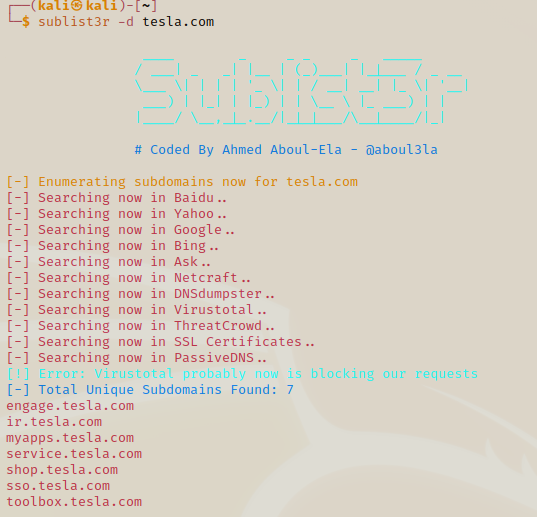 (kali㉿kali)-[~]
$ sublist3r -d tesla.com
Sublist3r
# Coded By Ahmed Aboul-Ela - @aboul3la
[-] Enumerating subdomains now for tesla.com
[-] Searching now in Baidu..
[-] Searching now in Yahoo..
[-] Searching now in Google..
[-] Searching now in Bing..
[-] Searching now in Ask..
[-] Searching now in Netcraft..
[-] Searching now in DNSdumpster..
[-] Searching now in Virustotal..
[-] Searching now in ThreatCrowd..
[-] Searching now in SSL Certificates..
[-] Searching now in PassiveDNS..
[!] Error: Virustotal probably now is blocking our requests
[-] Total Unique Subdomains Found: 7
engage.tesla.com
ir.tesla.com
myapps.tesla.com
service.tesla.com
shop.tesla.com
sso.tesla.com
toolbox.tesla.com